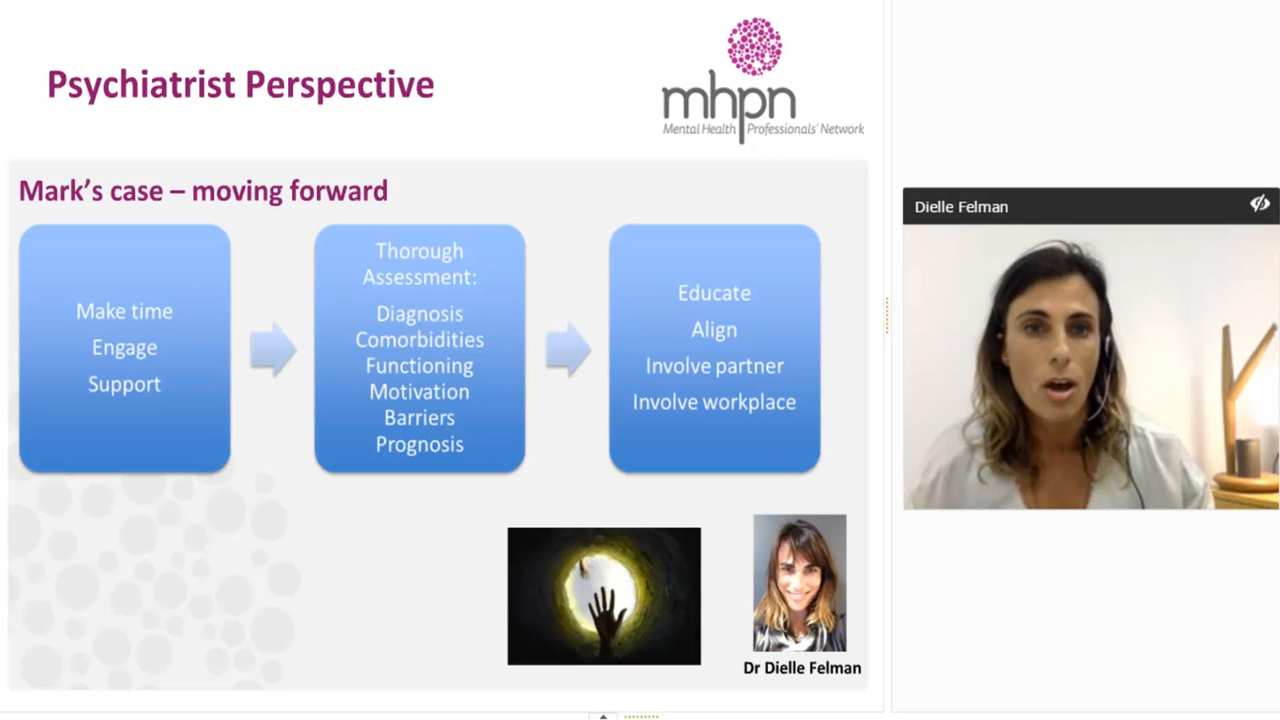 Psychiatrist Perspective
mhpn
Mental Health Professionals' Network
Mark's case – moving forward
Make time
Engage
Support
Thorough
Assessment:
Diagnosis
Comorbidities
Functioning
Motivation
Barriers
Prognosis
Educate
Align
Involve partner
Involve workplace
Dr Dielle Felman
Dielle Felman